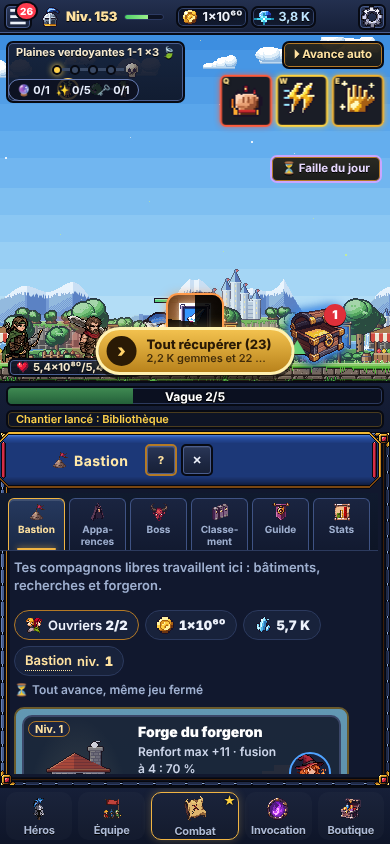 26
Niv. 153
1×10⁶⁰
3,8 K
Plaines verdoyantes 1-1 ×3
0/1
0/5
0/1
Avance auto
Q
W
E
Faille du jour
1
Tout récupérer (23)
2,2 K gemmes et 22 ...
5,4×10⁸⁰/5,4
Vague 2/5
Chantier lancé : Bibliothèque
Bastion
?
×
Bastion
Appa-
rences
Boss
Classe-
ment
Guilde
Stats
Tes compagnons libres travaillent ici : bâtiments,
recherches et forgeron.
Ouvriers 2/2
1×10⁶⁰
5,7 K
Bastion niv. 1
Tout avance, même jeu fermé
Niv. 1
Forge du forgeron
Renfort max +11 · fusion
à 4 : 70 %
Héros
Équipe
Combat
Invocation
Boutique